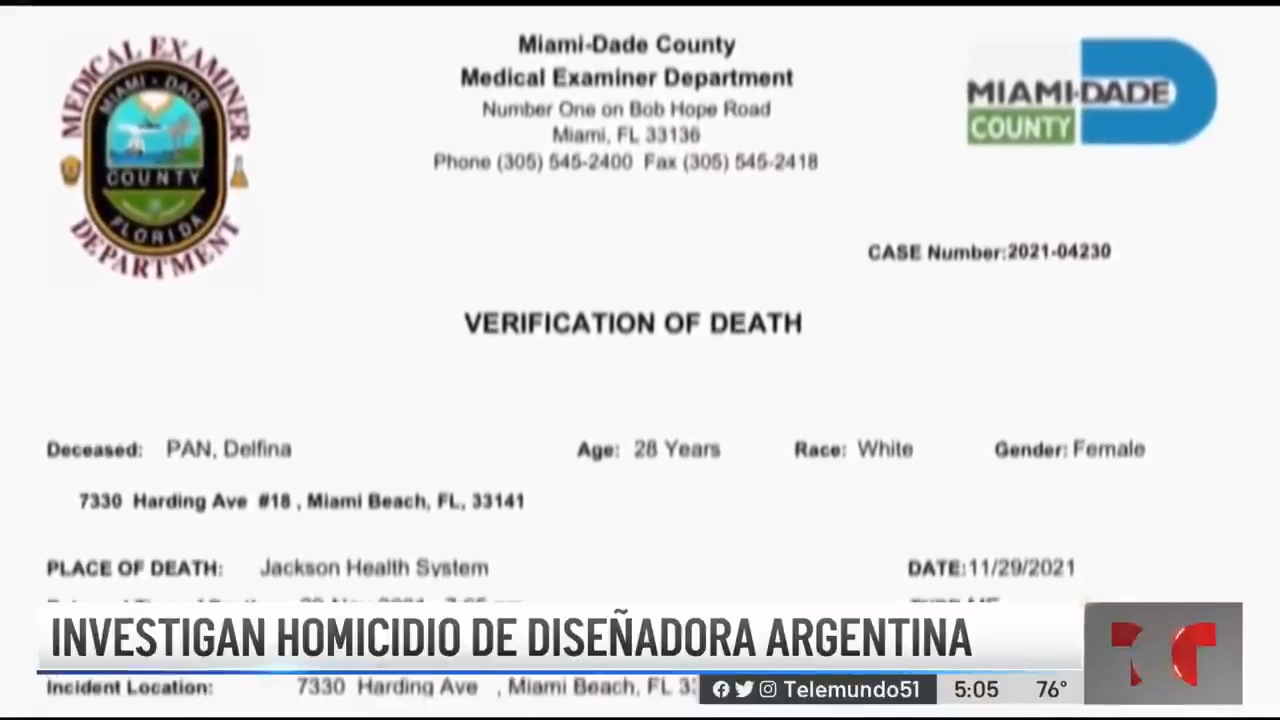 MEDICAL EXAMINER
MIAMI - DADE
COUNTY
FLORIDA
DEPARTMENT
Miami-Dade County
Medical Examiner Department
Number One on Bob Hope Road
Miami, FL 33136
Phone (305) 545-2400 Fax (305) 545-2418
MIAMI-DADE
COUNTY
CASE Number:2021-04230
VERIFICATION OF DEATH
Deceased: PAN, Delfina Age: 28 Years Race: White Gender: Female
7330 Harding Ave #18 , Miami Beach, FL, 33141
PLACE OF DEATH: Jackson Health System DATE:11/29/2021
INVESTIGAN HOMICIDIO DE DISEÑADORA ARGENTINA
Incident Location: 7330 Harding Ave , Miami Beach, FL
Telemundo51 5:05 76°